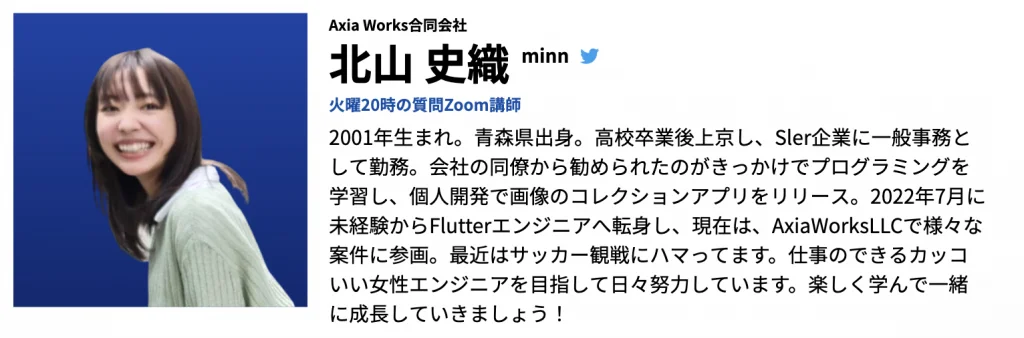 Axia Works合同会社
北山 史織 minn
火曜20時の質問Zoom講師
2001年生まれ。青森県出身。高校卒業後上京し、Sler企業に一般事務と
して勤務。会社の同僚から勧められたのがきっかけでプログラミングを
学習し、個人開発で画像のコレクションアプリをリリース。2022年7月に
未経験からFlutterエンジニアへ転身し、現在は、AxiaWorksLLCで様々な
案件に参画。最近はサッカー観戦にハマってます。仕事のできるカッコ
いい女性エンジニアを目指して日々努力しています。楽しく学んで一緒
に成長していきましょう！